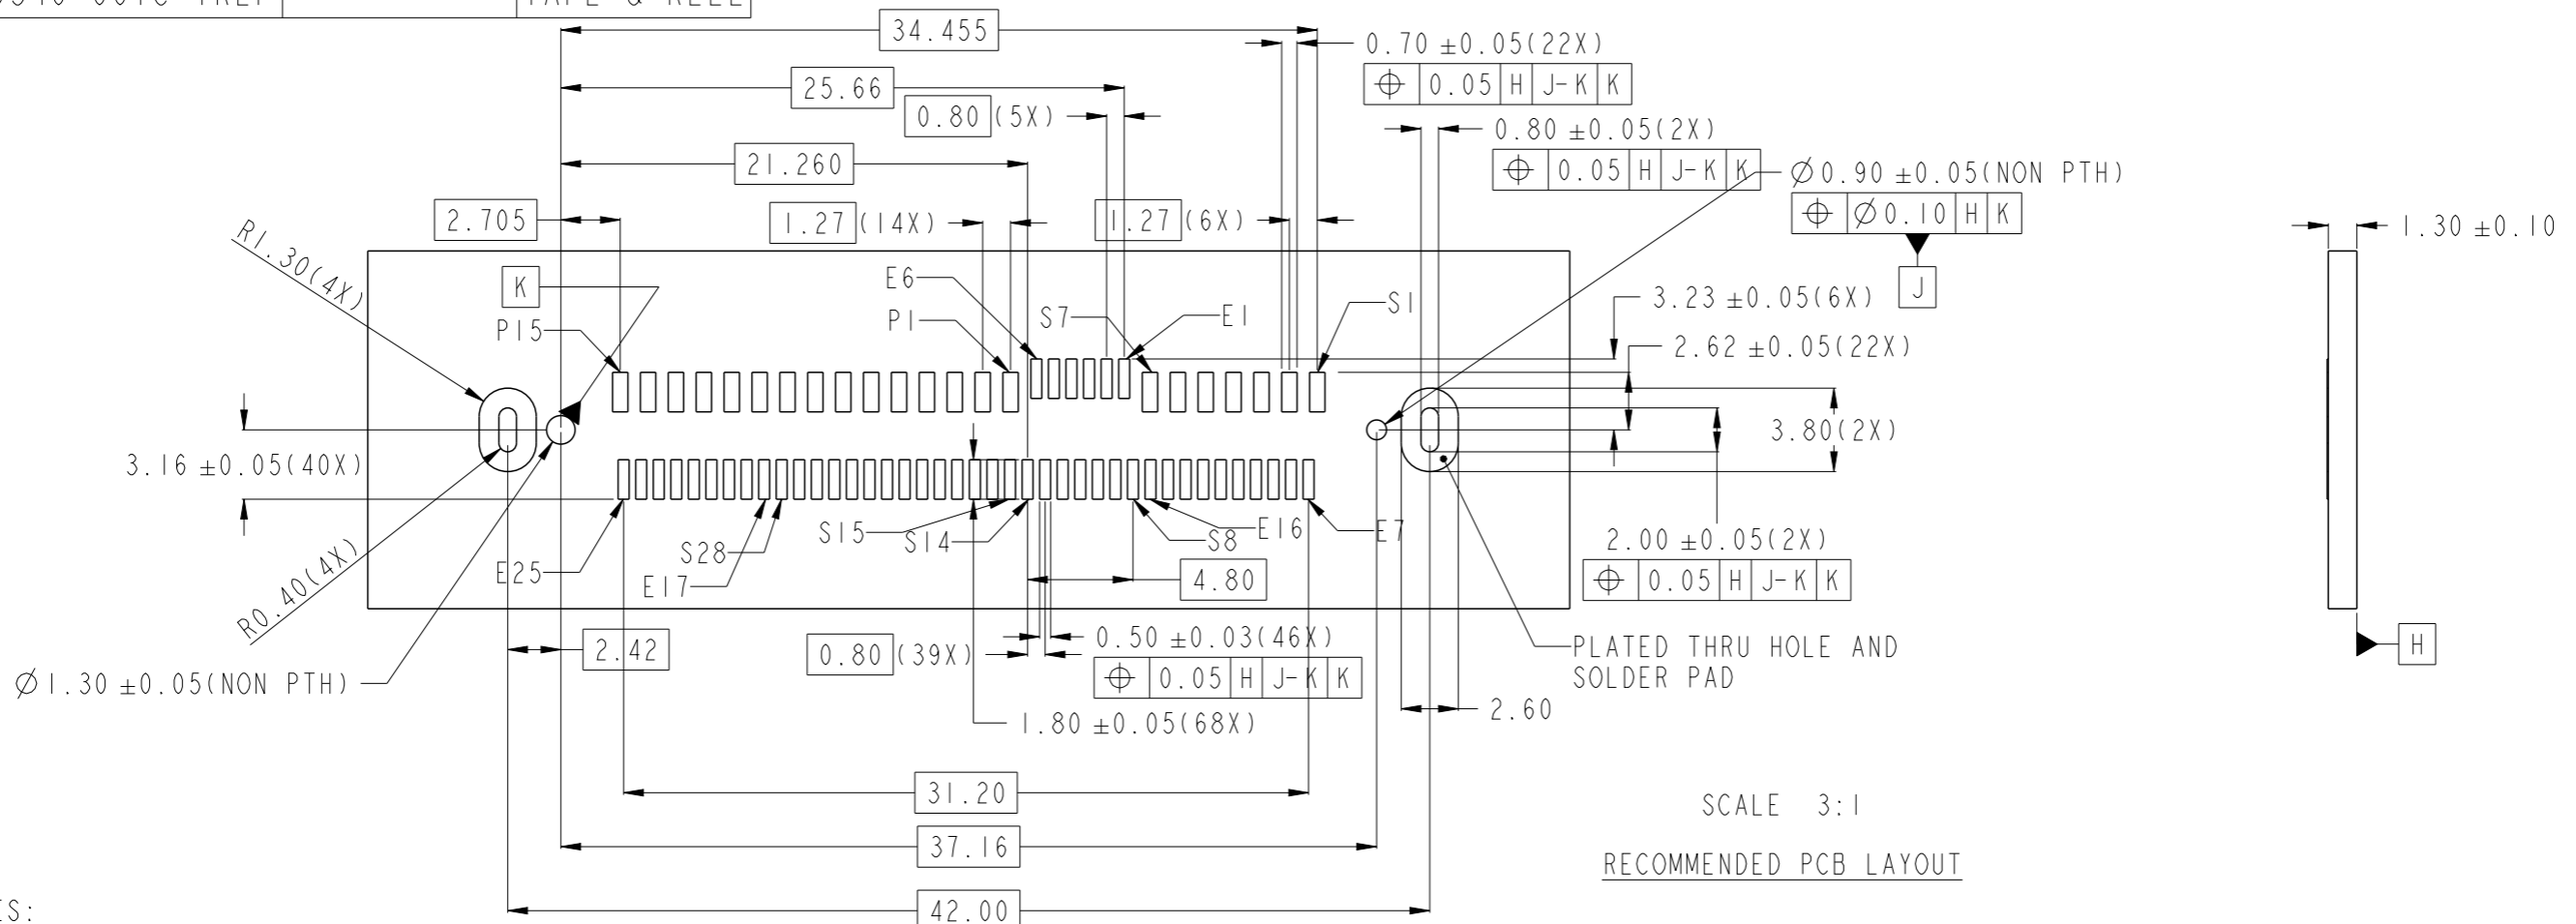 TAPE & REEL
34.455
0.70 ±0.05(22X)
0.05 H J-K K
25.66
0.80 (5X)
0.80 ±0.05(2X)
0.05 H J-K K
21.260
Ø0.90 ±0.05(NON PTH)
Ø0.10 H K
2.705
1.27 (14X)
1.27 (6X)
1.30 ±0.10
R1.30(4X)
K
E6
J
P15
P1
S7
E1
S1
3.23 ±0.05(6X)
2.62 ±0.05(22X)
3.16 ±0.05(40X)
3.80(2X)
S15
S14
E16
E7
S28
S8
2.00 ±0.05(2X)
0.05 H J-K K
E25
E17
4.80
R0.40(4X)
2.42
0.80 (39X)
0.50 ±0.03(46X)
0.05 H J-K K
PLATED THRU HOLE AND
SOLDER PAD
H
Ø1.30 ±0.05(NON PTH)
2.60
1.80 ±0.05(68X)
31.20
SCALE 3:1
37.16
RECOMMENDED PCB LAYOUT
42.00